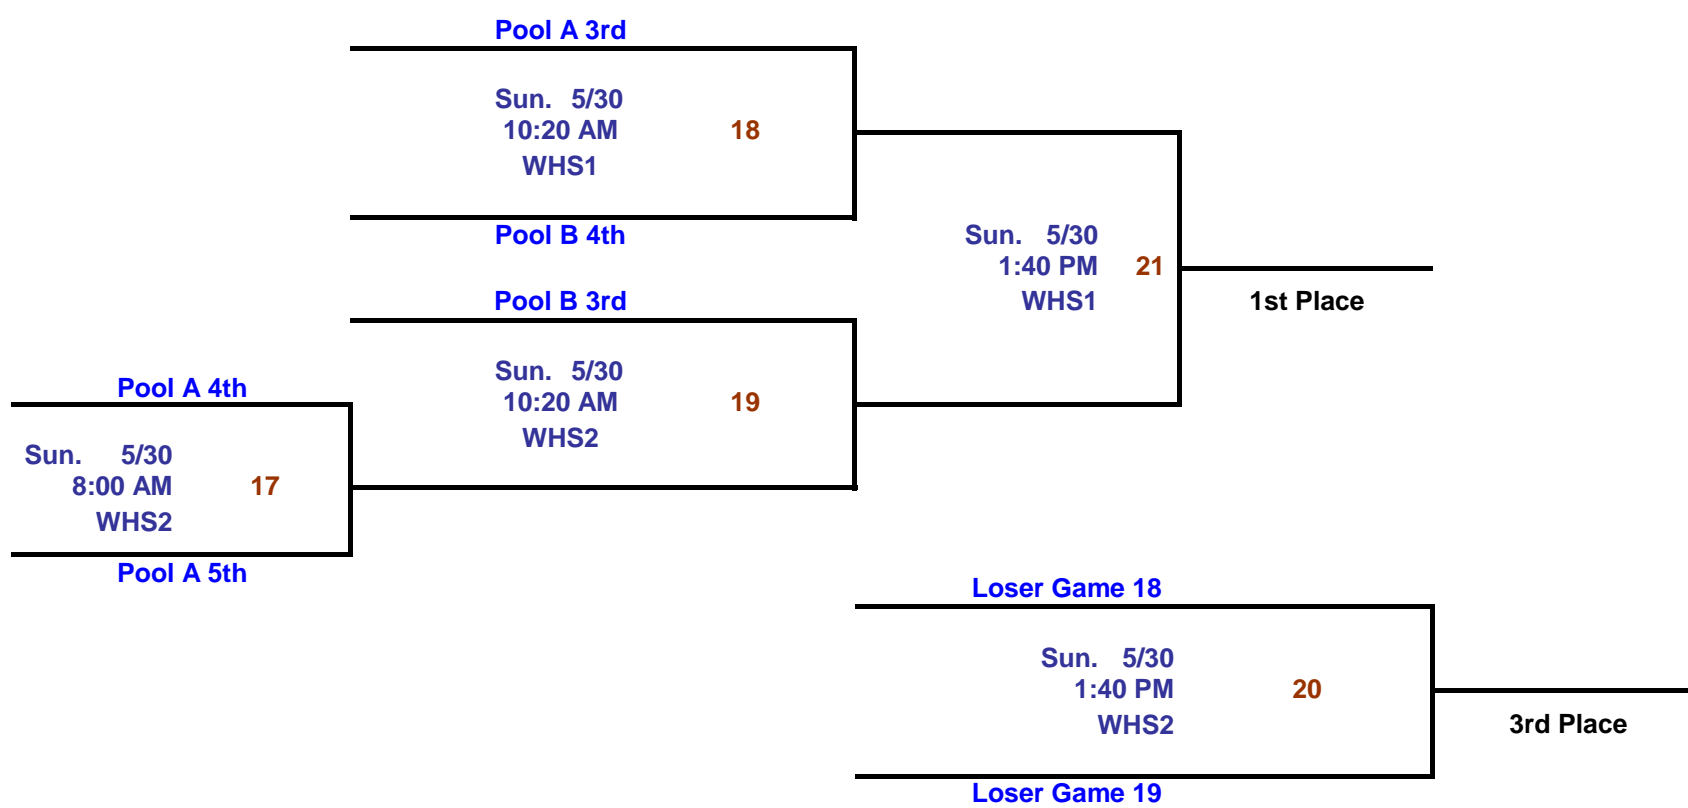 Pool A 3rd
Sun. 5/30
10:20 AM 18
WHS1
Pool B 4th
Sun. 5/30
1:40 PM 21
WHS1
1st Place
Pool B 3rd
Sun. 5/30
10:20 AM 19
WHS2
Pool A 4th
Sun. 5/30
8:00 AM 17
WHS2
Pool A 5th
Loser Game 18
Sun. 5/30
1:40 PM 20
WHS2
3rd Place
Loser Game 19